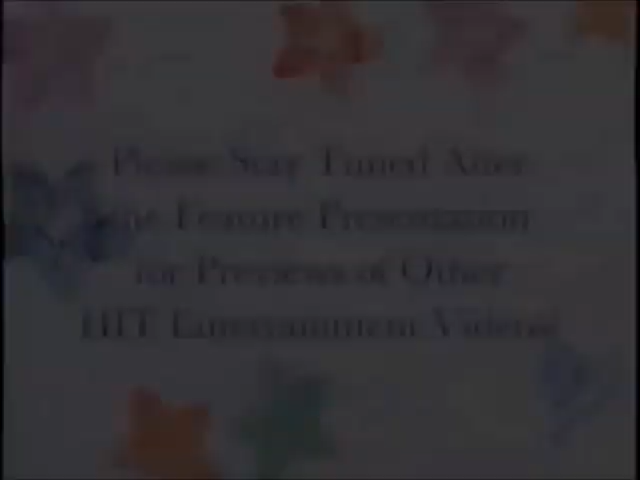 Please Stay Tuned After
the Feature Presentation
for Previews of Other
HIT Entertainment Videos!